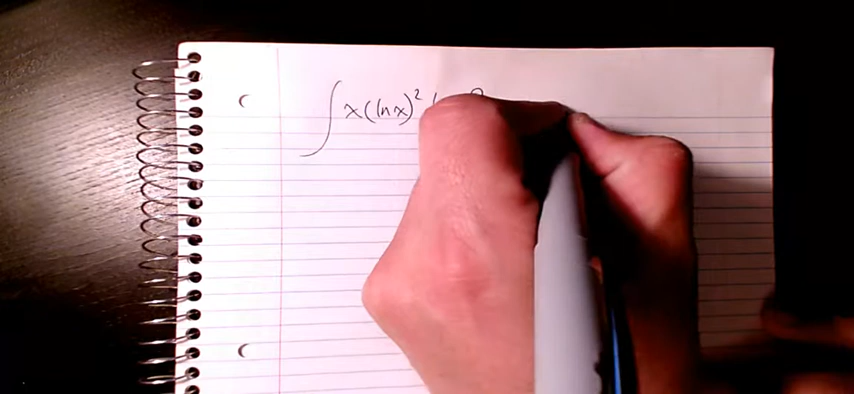 ∫ x(ln x)²